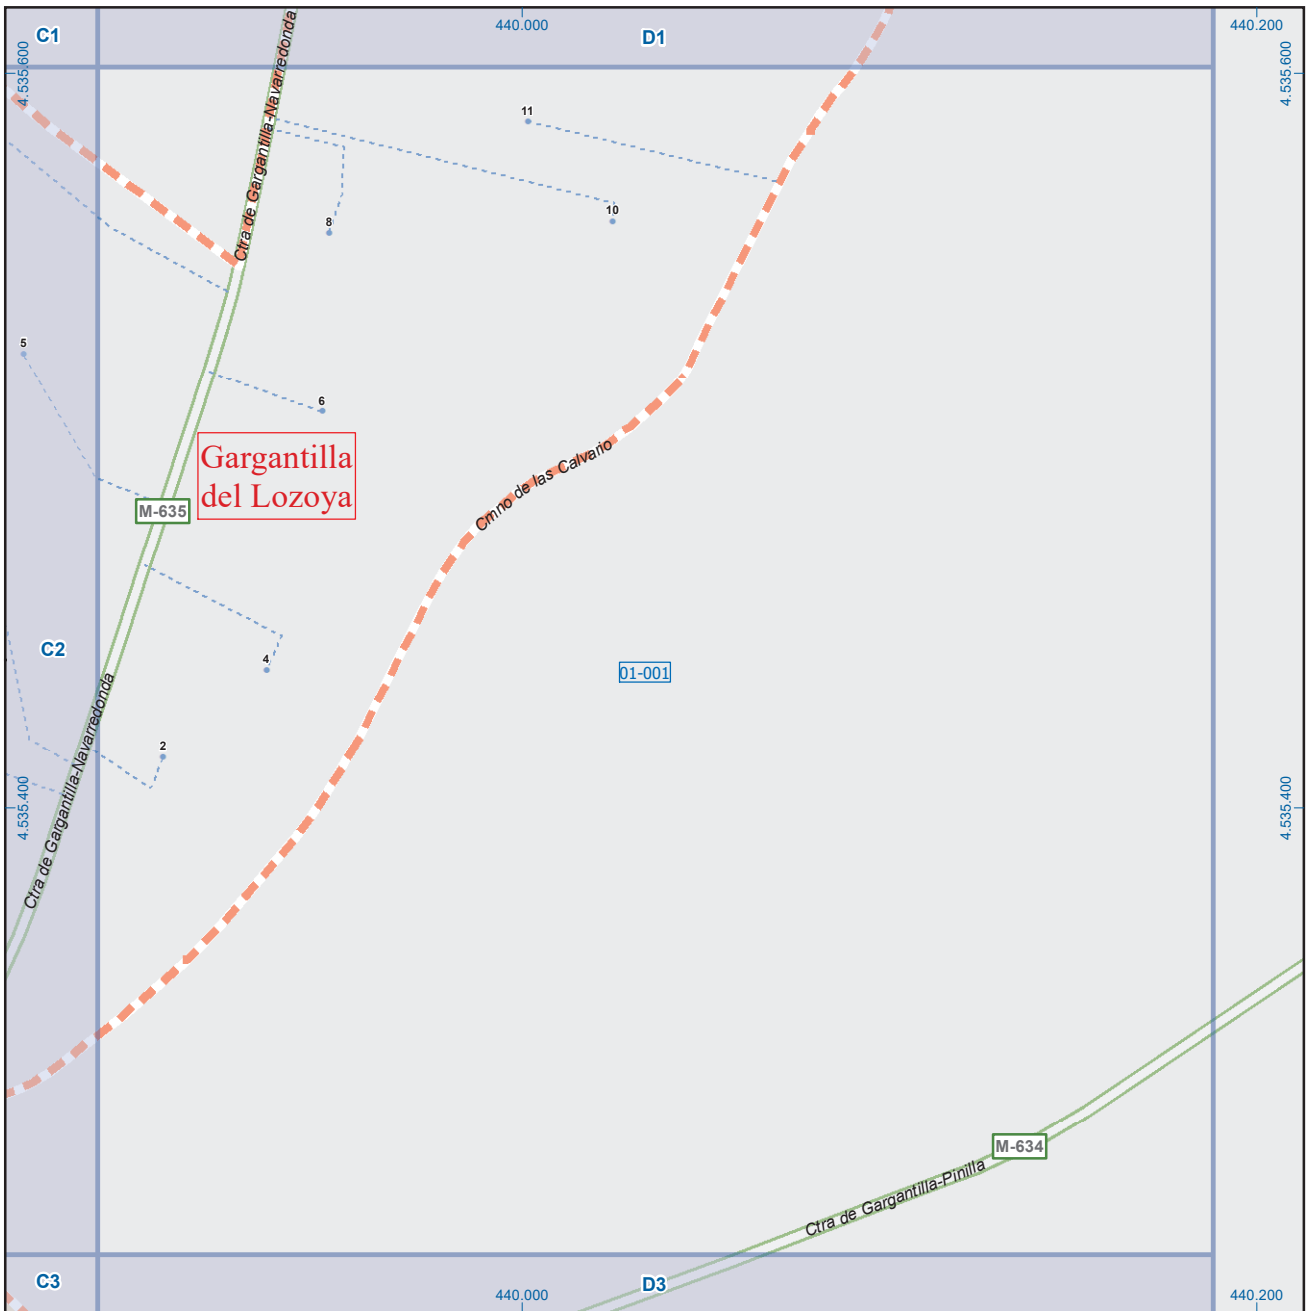 C1
440.000
D1
440.200
4.535.600
4.535.600
Ctra de Gargantilla-Navarredonda
11
10
8
5
6
Gargantilla
del Lozoya
Cmno de las Calvario
M-635
C2
4
01-001
2
Ctra de Gargantilla-Navarredonda
4.535.400
4.535.400
M-634
Ctra de Gargantilla-Pinilla
C3
440.000
D3
440.200